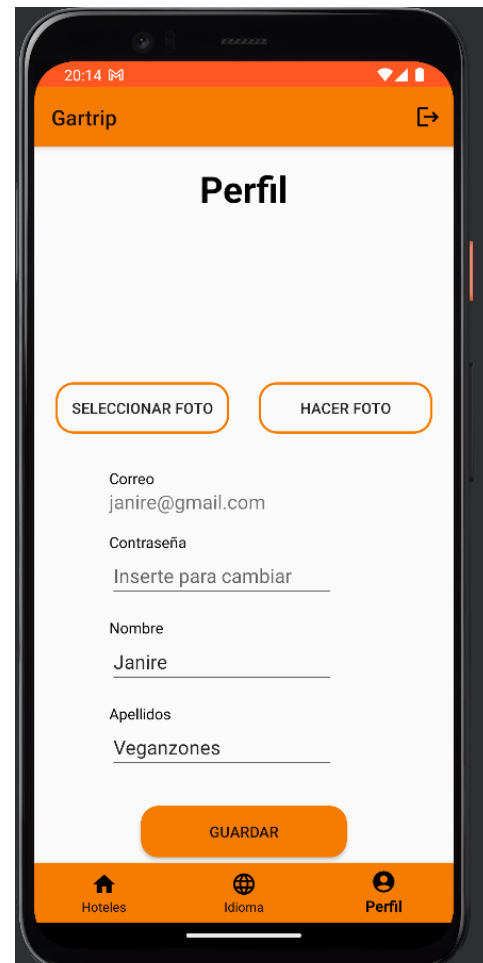 20:14
Gartrip
Perfil
SELECCIONAR FOTO
HACER FOTO
Correo
janire@gmail.com
Contraseña
Inserte para cambiar
Nombre
Janire
Apellidos
Veganzones
GUARDAR
Hoteles
Idioma
Perfil